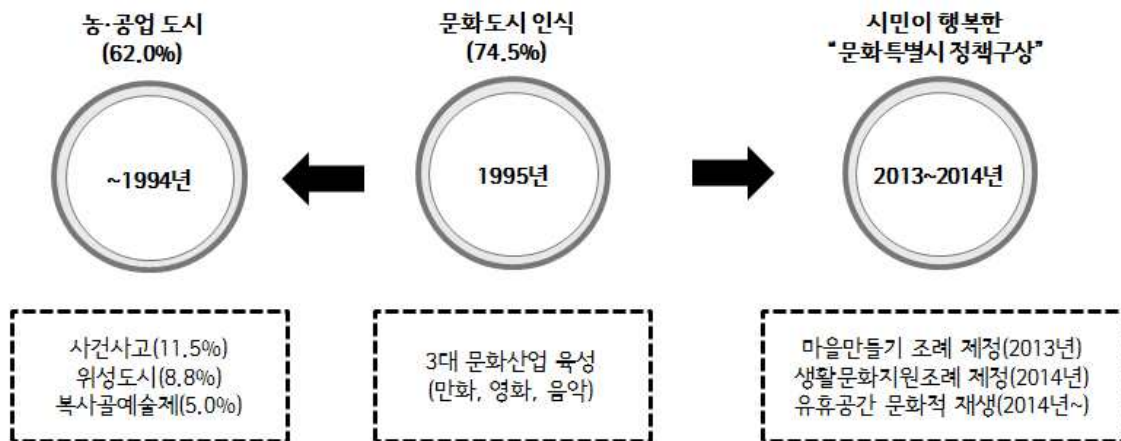 농·공업 도시
(62.0%)
~1994년
사건사고(11.5%)
위성도시(8.8%)
복사골예술제(5.0%)
문화도시 인식
(74.5%)
1995년
3대 문화산업 육성
(만화, 영화, 음악)
시민이 행복한
"문화특별시 정책구상"
2013~2014년
마을만들기 조례 제정(2013년)
생활문화지원조례 제정(2014년)
유휴공간 문화적 재생(2014년~)